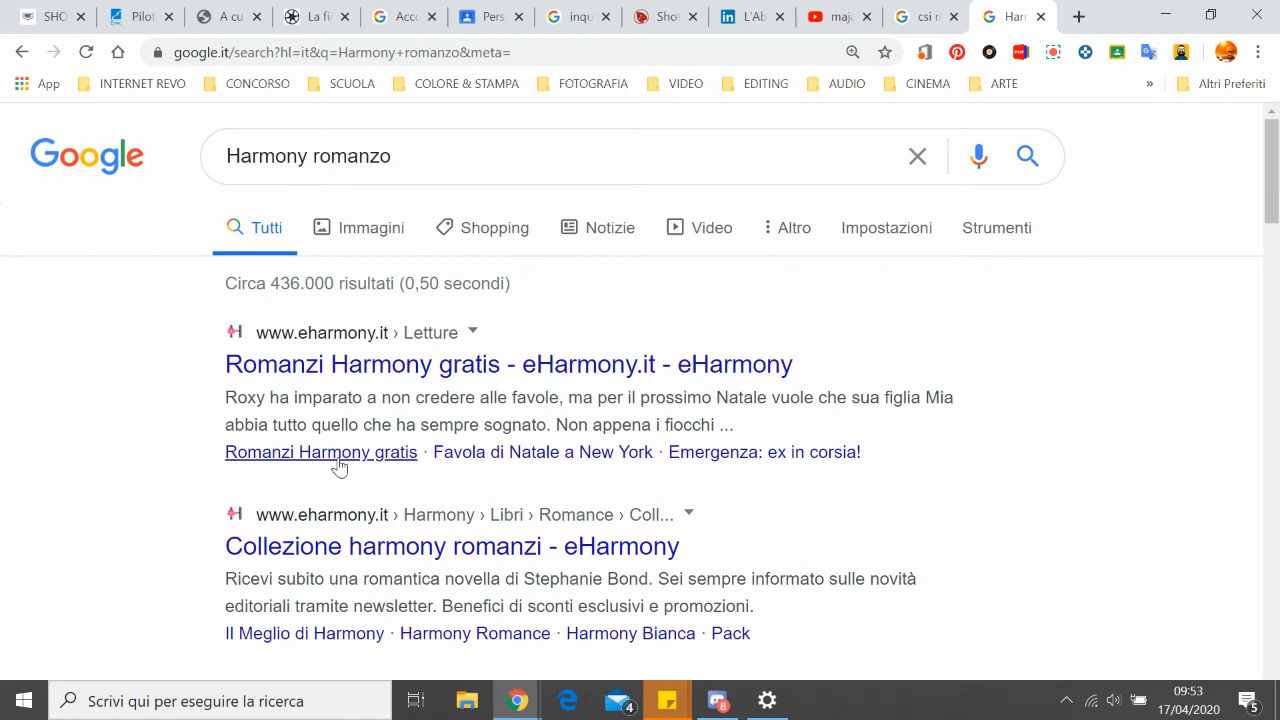 SHO
Pilot
A cu
La fi
Acco
Pers
inqu
Shot
L'Ab
maja
csi n
Harr
google.it/search?hl=it&q=Harmony+romanzo&meta=
App INTERNET REVO CONCORSO SCUOLA COLORE & STAMPA FOTOGRAFIA VIDEO EDITING AUDIO CINEMA ARTE » Altri Preferiti
Google Harmony romanzo
Tutti Immagini Shopping Notizie Video Altro Impostazioni Strumenti
Circa 436.000 risultati (0,50 secondi)
www.eharmony.it › Letture
Romanzi Harmony gratis - eHarmony.it - eHarmony
Roxy ha imparato a non credere alle favole, ma per il prossimo Natale vuole che sua figlia Mia
abbia tutto quello che ha sempre sognato. Non appena i fiocchi ...
Romanzi Harmony gratis · Favola di Natale a New York · Emergenza: ex in corsia!
www.eharmony.it › Harmony › Libri › Romance › Coll...
Collezione harmony romanzi - eHarmony
Ricevi subito una romantica novella di Stephanie Bond. Sei sempre informato sulle novità
editoriali tramite newsletter. Benefici di sconti esclusivi e promozioni.
Il Meglio di Harmony · Harmony Romance · Harmony Bianca · Pack
Scrivi qui per eseguire la ricerca
4
8
09:53
17/04/2020
5